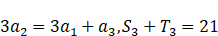 3a₂ = 3a₁ + a₃, S₃ + T₃ = 21